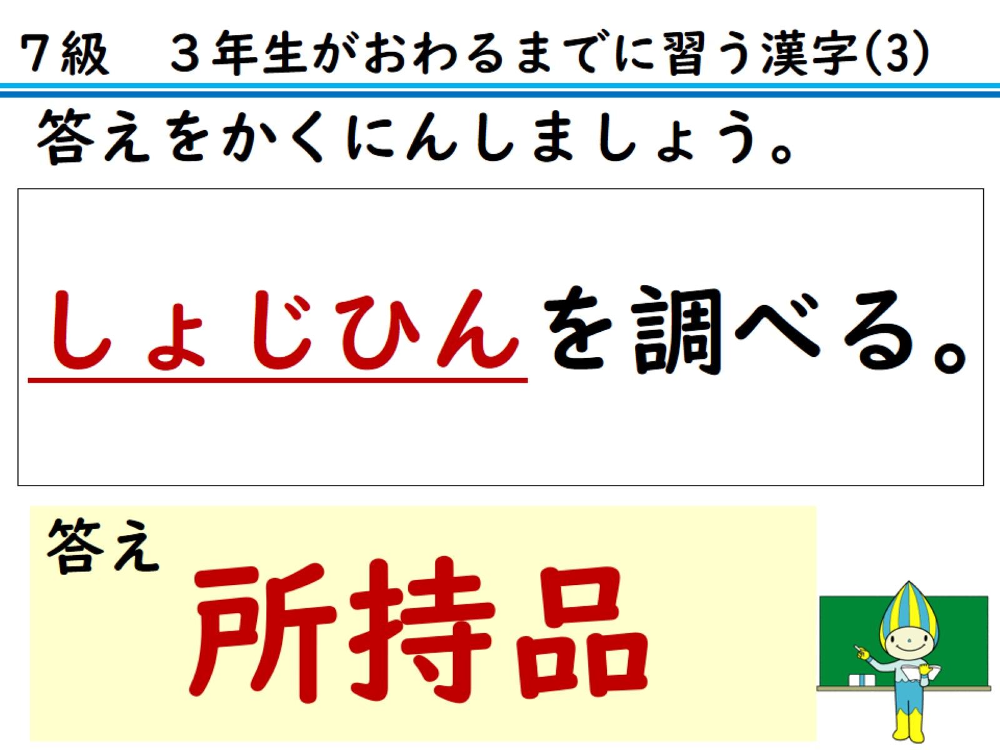 ７級　３年生がおわるまでに習う漢字(3)
答えをかくにんしましょう。
しょじひんを調べる。
答え
所持品